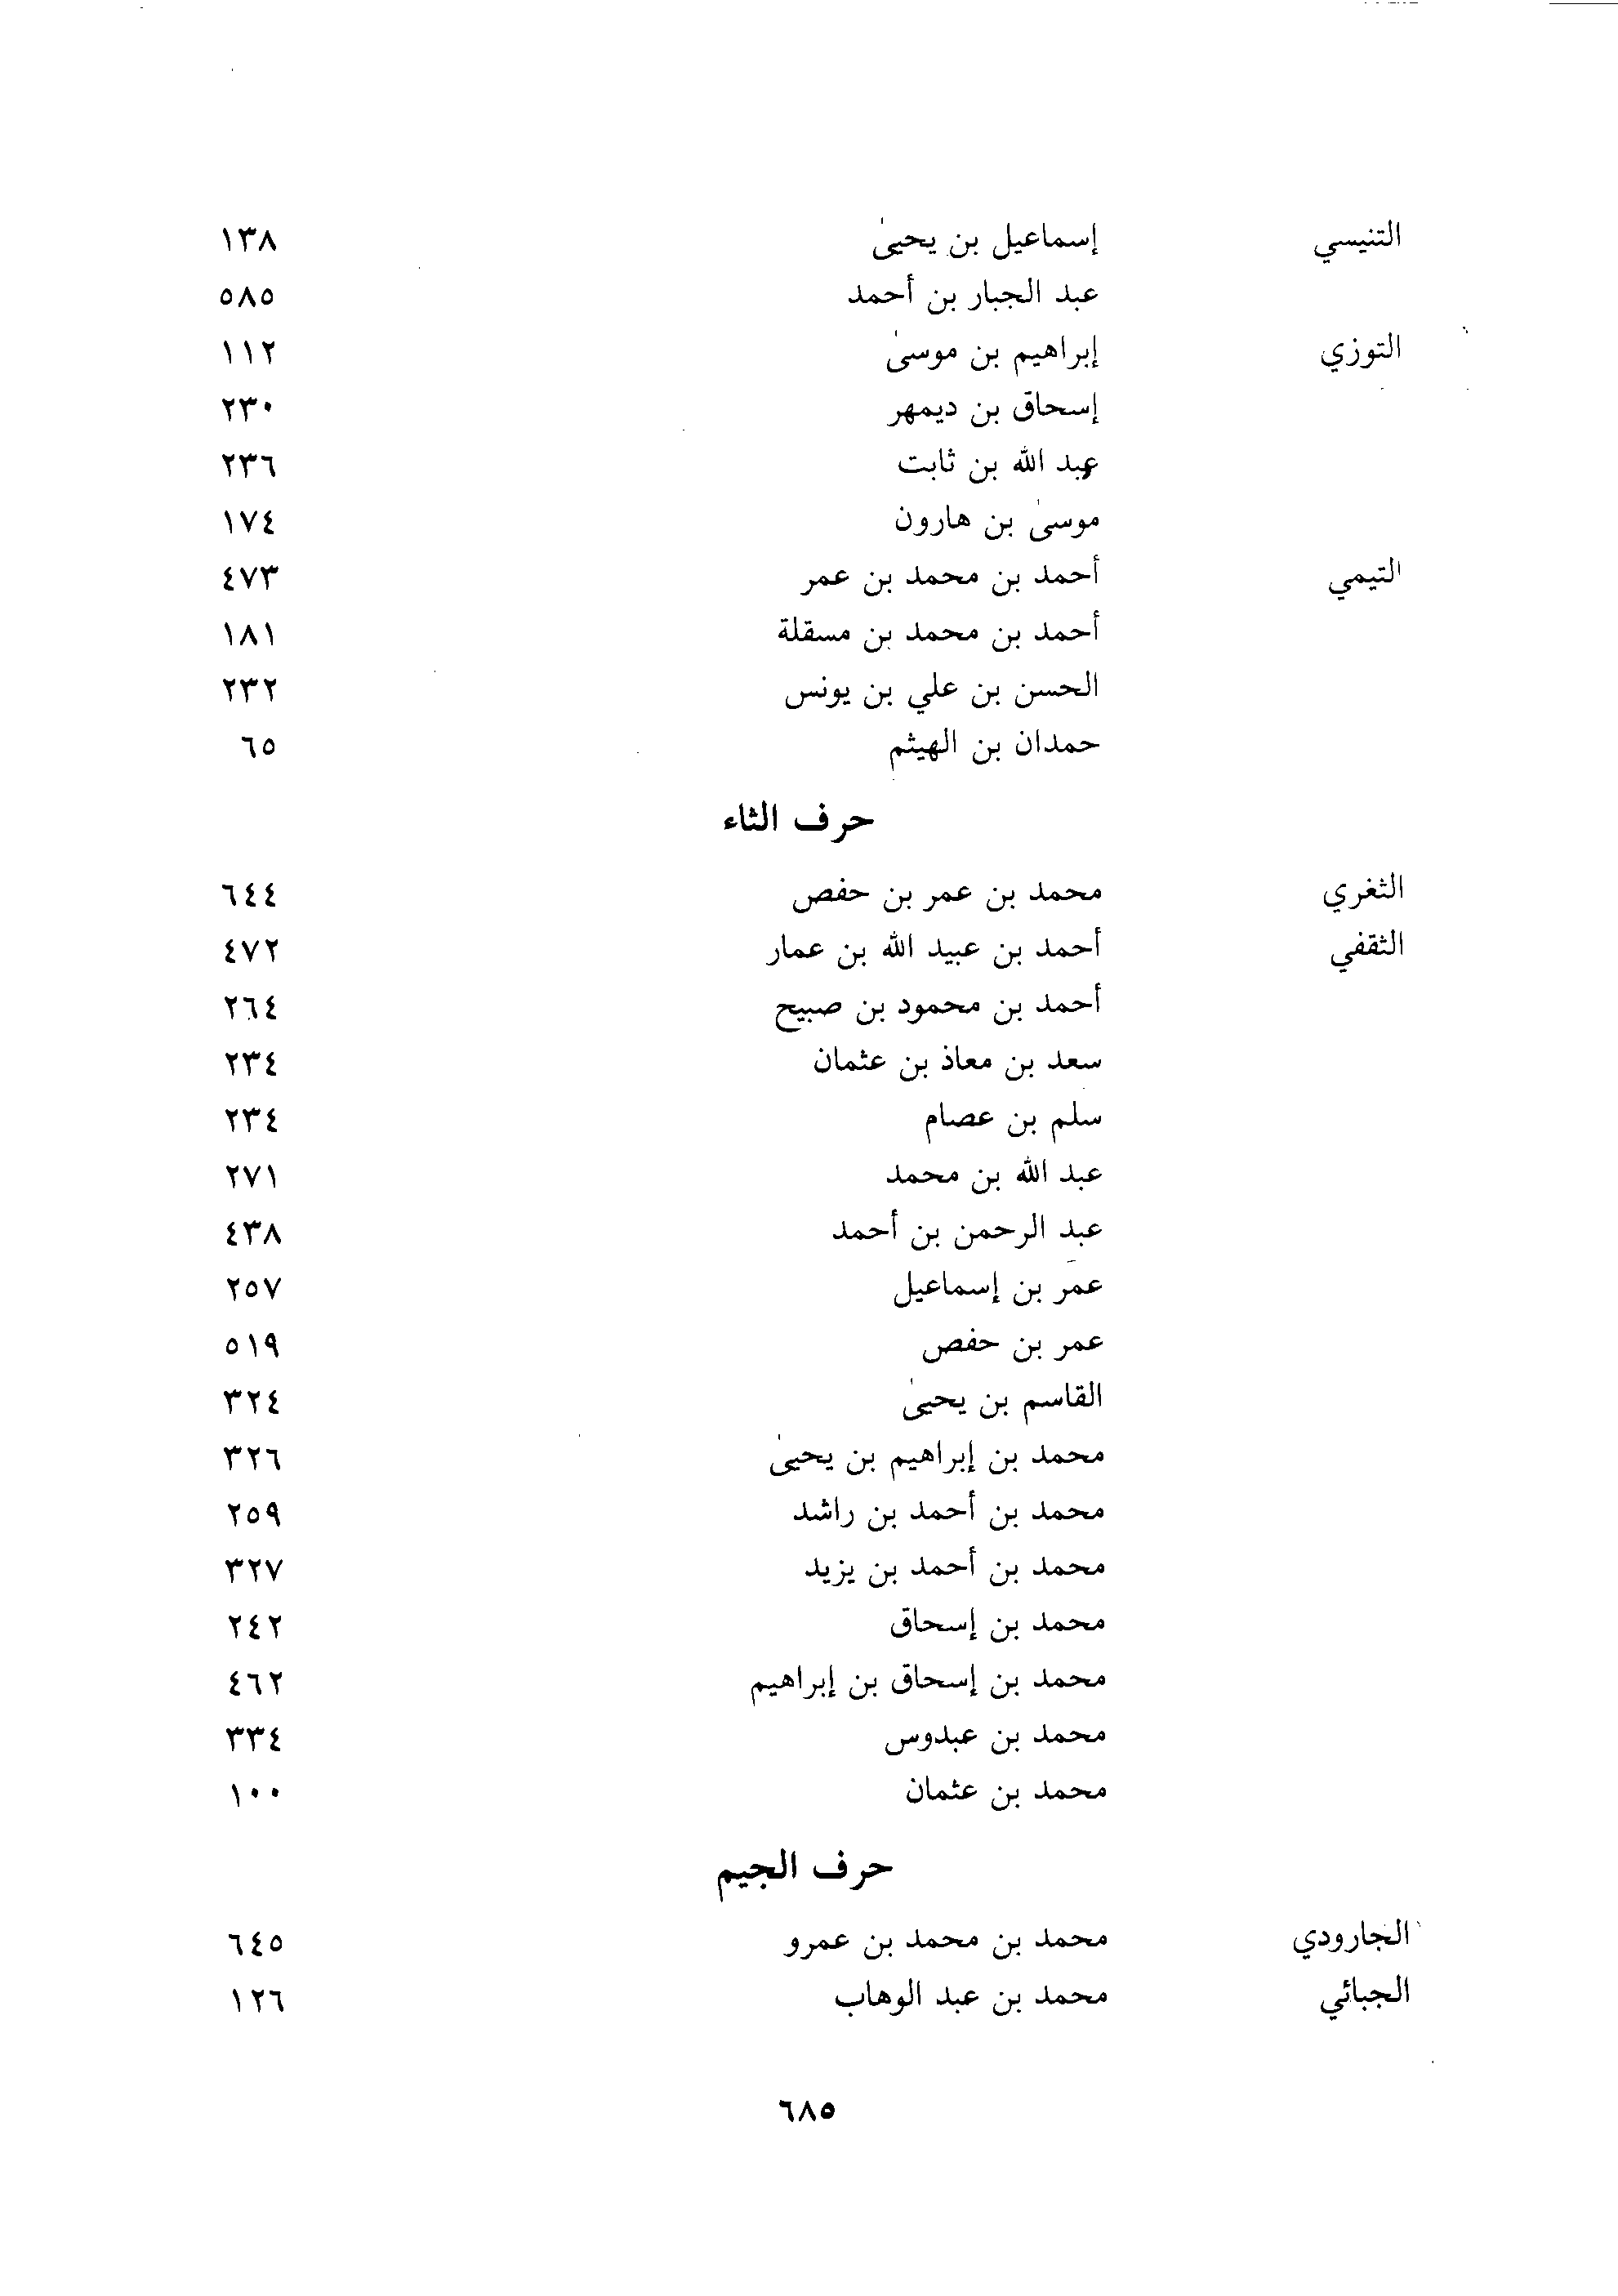 التنيسي إسماعيل بن يحيىٰ ١٣٨
عبد الجبار بن أحمد ٥٨٥
التوزي إبراهيم بن موسىٰ ١١٢
إسحاق بن ديمهر ٢٣٠
عبد الله بن ثابت ٢٣٦
موسىٰ بن هارون ١٧٤
التيمي أحمد بن محمد بن عمر ٤٧٣
أحمد بن محمد بن مسقلة ١٨١
الحسن بن علي بن يونس ٢٣٢
حمدان بن الهيثم ٦٥
حرف الثاء
الثغري محمد بن عمر بن حفص ٦٤٤
الثقفي أحمد بن عبيد الله بن عمار ٤٧٢
أحمد بن محمود بن صبيح ٢٦٤
سعد بن معاذ بن عثمان ٢٣٤
سلم بن عصام ٢٣٤
عبد الله بن محمد ٢٧١
عبد الرحمن بن أحمد ٤٣٨
عمر بن إسماعيل ٢٥٧
عمر بن حفص ٥١٩
القاسم بن يحيىٰ ٣٢٤
محمد بن إبراهيم بن يحيىٰ ٣٢٦
محمد بن أحمد بن راشد ٢٥٩
محمد بن أحمد بن يزيد ٣٢٧
محمد بن إسحاق ٢٤٢
محمد بن إسحاق بن إبراهيم ٤٦٢
محمد بن عبدوس ٣٣٤
محمد بن عثمان ١٠٠
حرف الجيم
الجارودي محمد بن محمد بن عمرو ٦٤٥
الجبائي محمد بن عبد الوهاب ١٢٦
٦٨٥